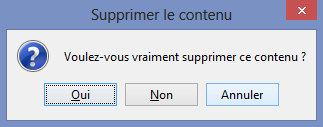 Supprimer le contenu
Voulez-vous vraiment supprimer ce contenu ?
Oui Non Annuler